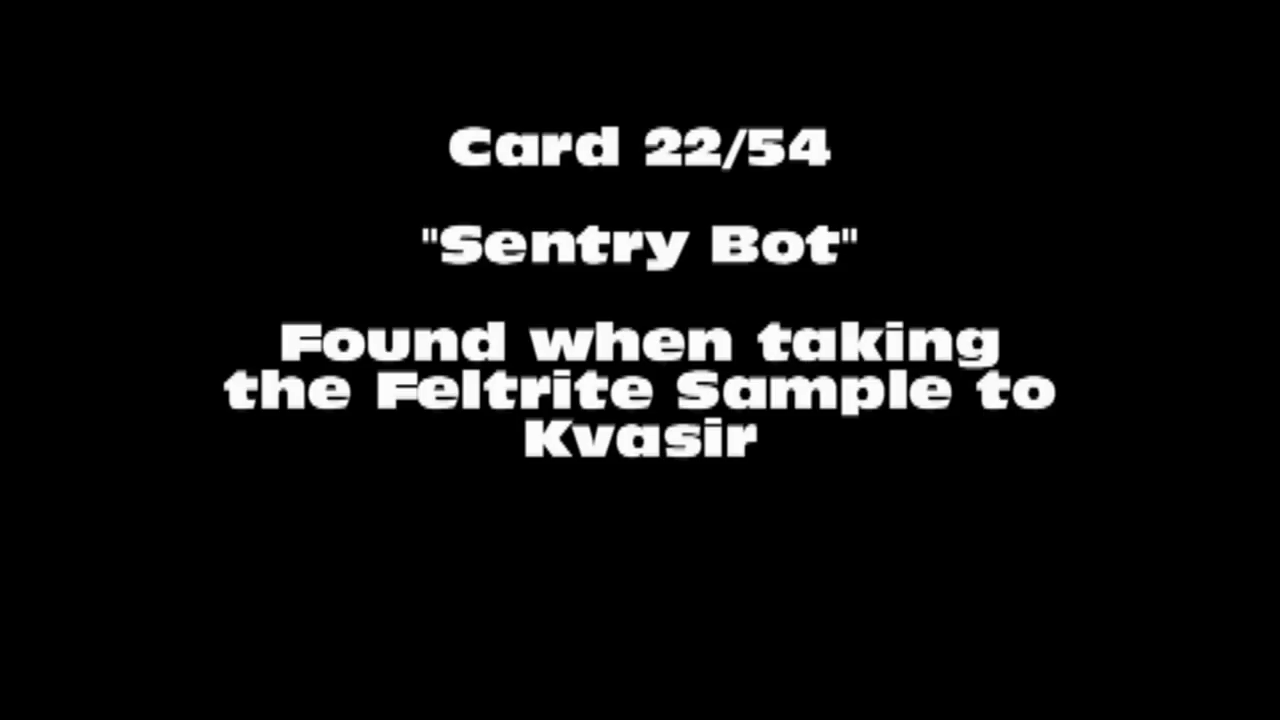 Card 22/54
"Sentry Bot"
Found when taking
the Feltrite Sample to
Kvasir